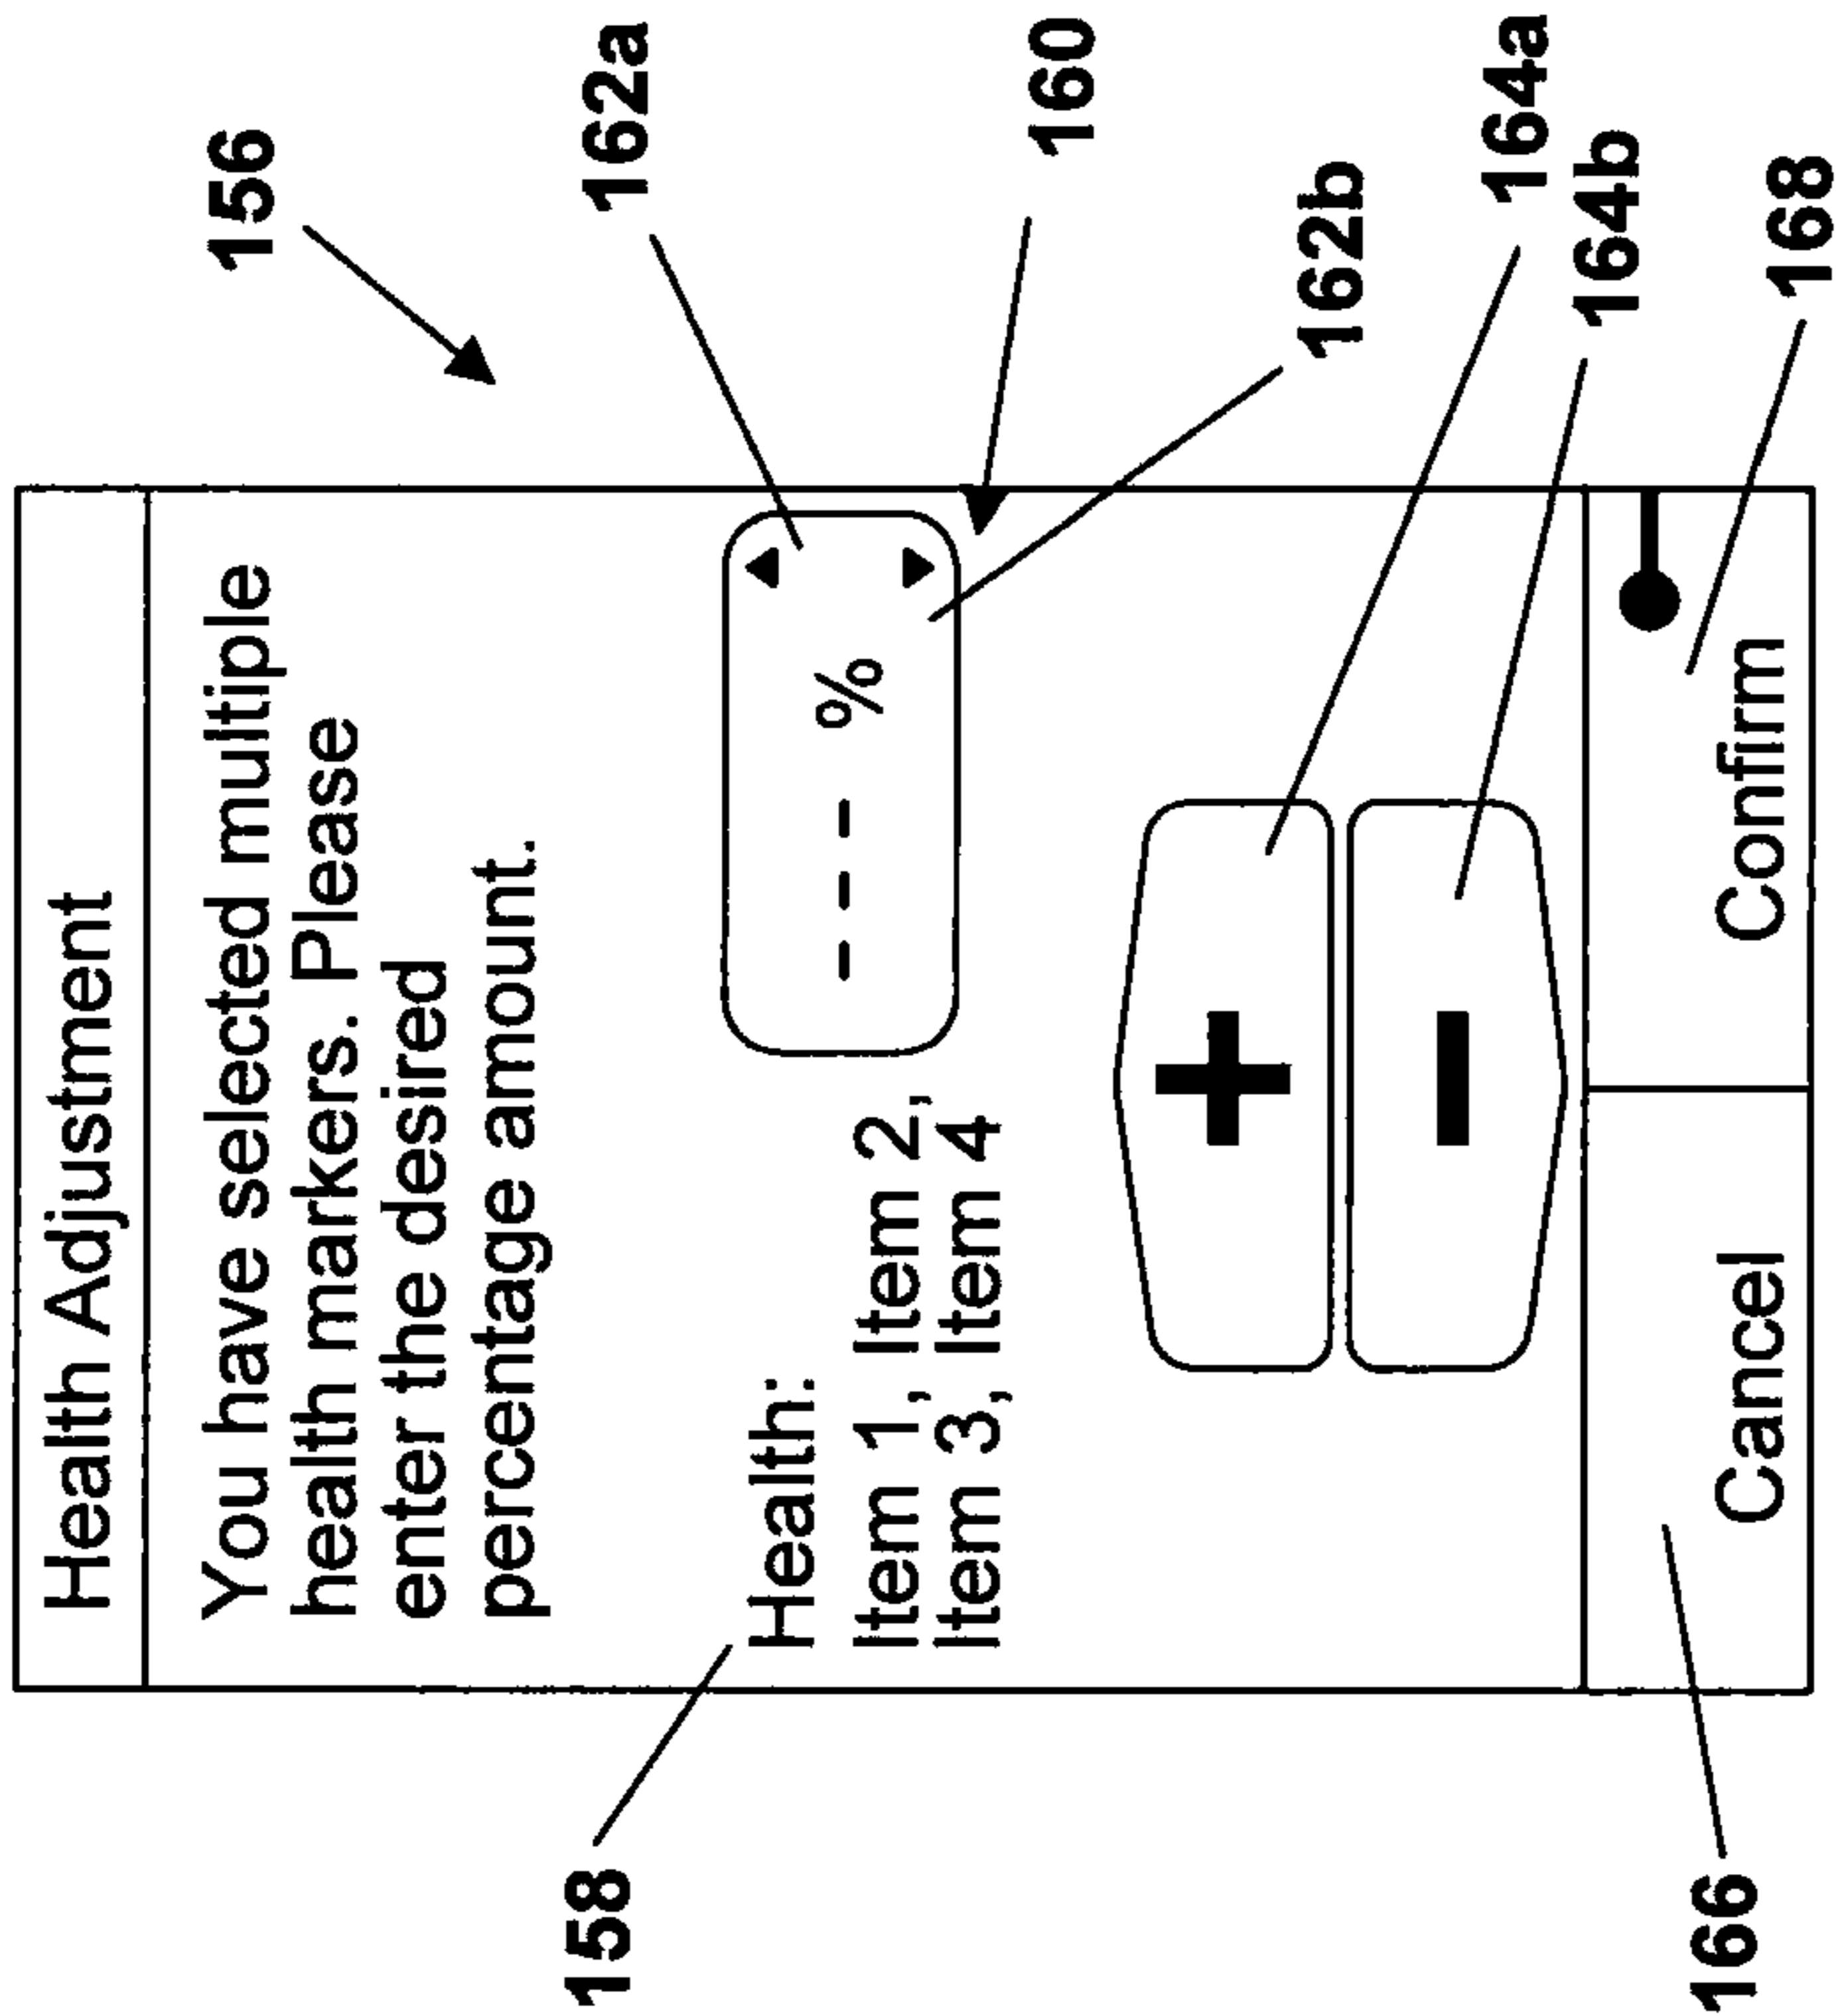 156
Health Adjustment
You have selected multiple
health markers. Please
enter the desired
percentage amount.
162a
158
Health:
--- %
160
Item 1, Item 2,
Item 3, Item 4
162b
+
164a
−
164b
166
Cancel
Confirm
168